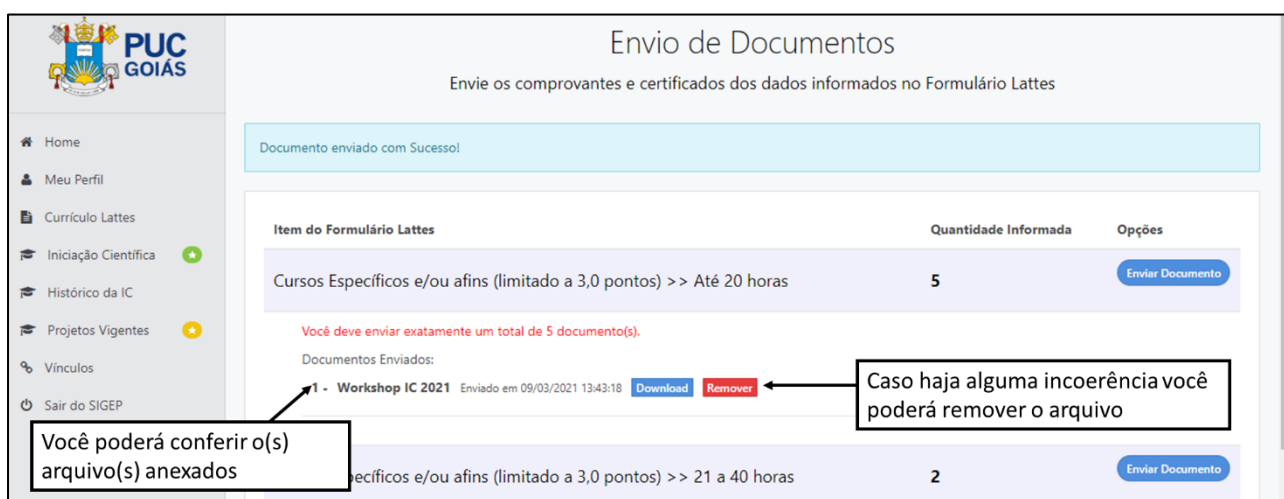 PUC
GOIÁS
Home
Meu Perfil
Currículo Lattes
Iniciação Científica
Histórico da IC
Projetos Vigentes
Vínculos
Sair do SIGEP
Envio de Documentos
Envie os comprovantes e certificados dos dados informados no Formulário Lattes
Documento enviado com Sucesso!
Item do Formulário Lattes Quantidade Informada Opções
Cursos Específicos e/ou afins (limitado a 3,0 pontos) >> Até 20 horas 5 Enviar Documento
Você deve enviar exatamente um total de 5 documento(s).
Documentos Enviados:
1 - Workshop IC 2021 Enviado em 09/03/2021 13:43:18 Download Remover
Caso haja alguma incoerência você
poderá remover o arquivo
Você poderá conferir o(s)
arquivo(s) anexados
ecíficos e/ou afins (limitado a 3,0 pontos) >> 21 a 40 horas 2 Enviar Documento